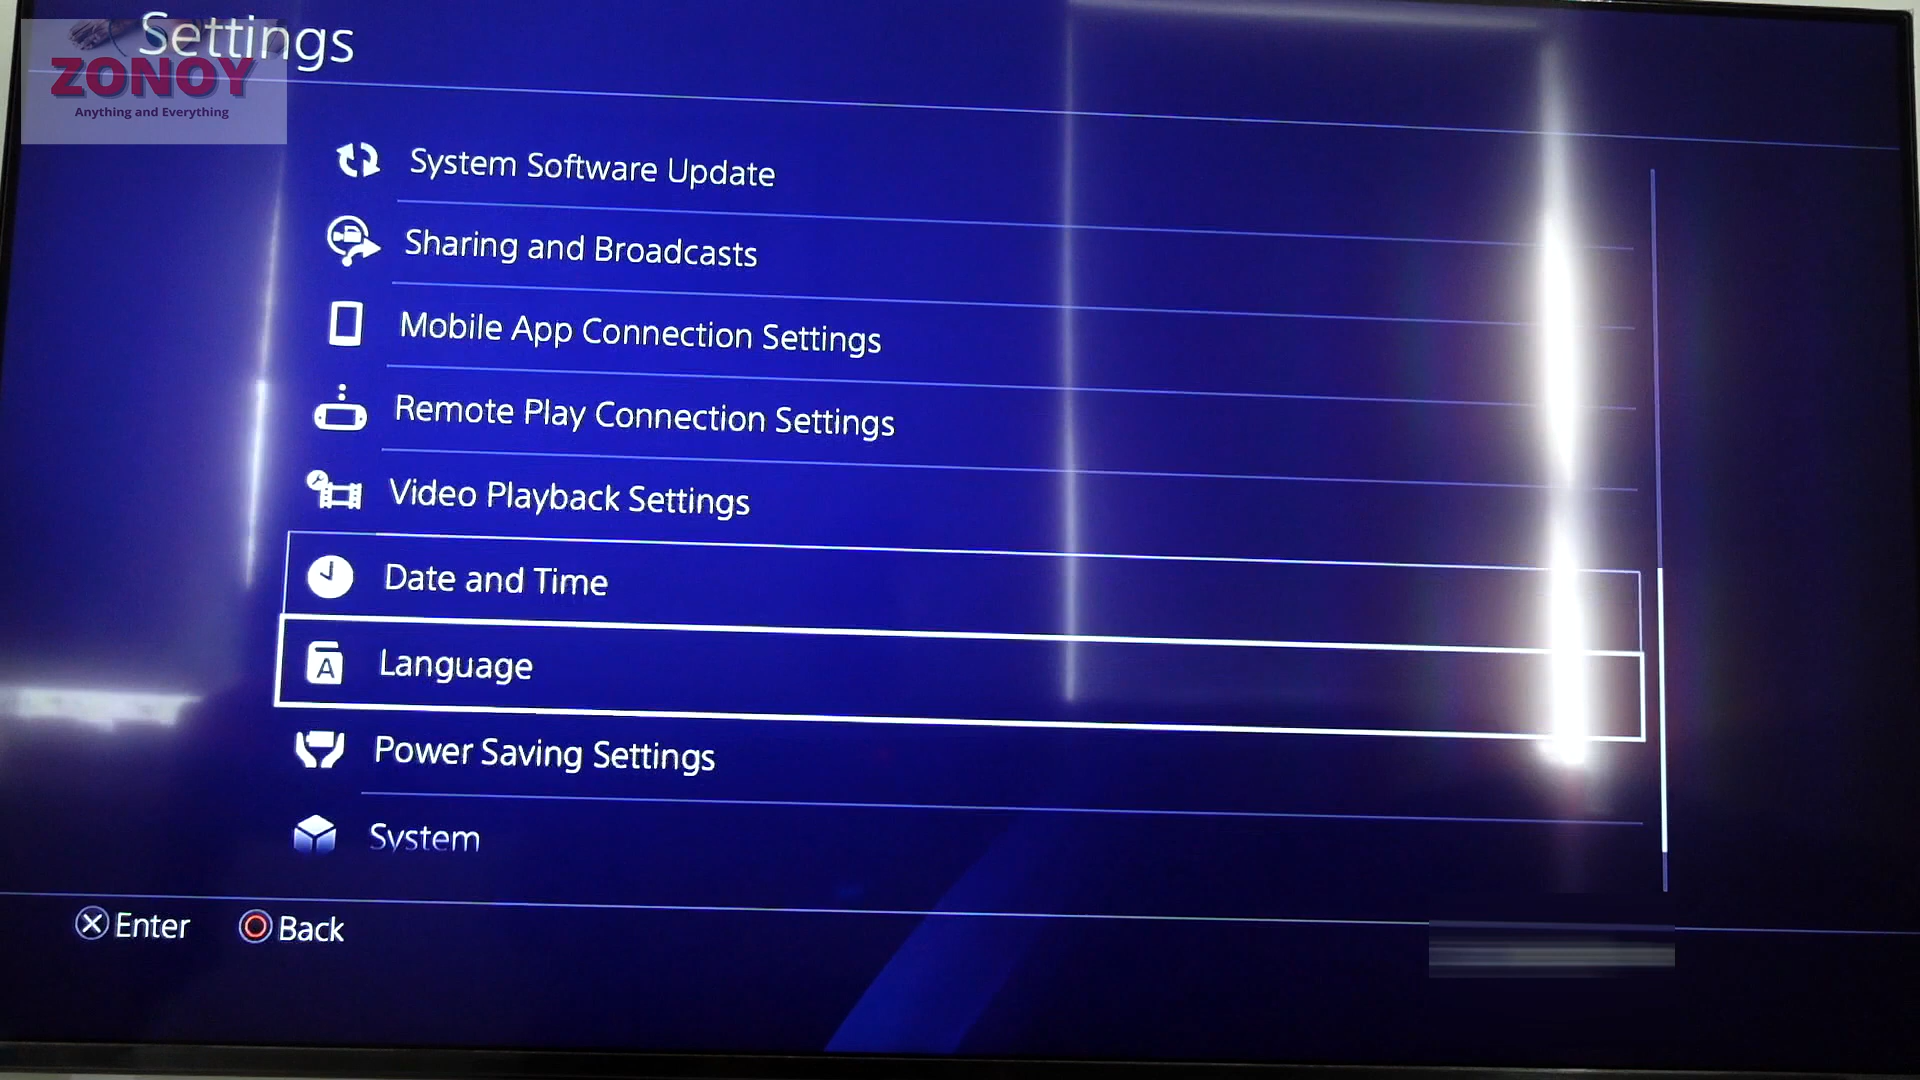 Settings
ZONOY
Anything and Everything
System Software Update
Sharing and Broadcasts
Mobile App Connection Settings
Remote Play Connection Settings
Video Playback Settings
Date and Time
Language
Power Saving Settings
System
Enter
Back